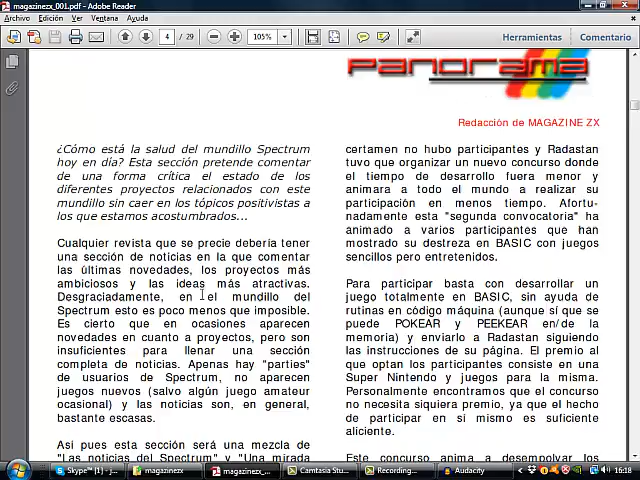 magazinezx_001.pdf - Adobe Reader
Archivo Edición Ver Ventana Ayuda
4 / 29 105% Herramientas Comentario
panorama
Redacción de MAGAZINE ZX
¿Cómo está la salud del mundillo Spectrum
hoy en día? Esta sección pretende comentar
de una forma crítica el estado de los
diferentes proyectos relacionados con este
mundillo sin caer en los tópicos positivistas a
los que estamos acostumbrados...
Cualquier revista que se precie debería tener
una sección de noticias en la que comentar
las últimas novedades, los proyectos más
ambiciosos y las ideas más atractivas.
Desgraciadamente, en el mundillo del
Spectrum esto es poco menos que imposible.
Es cierto que en ocasiones aparecen
novedades en cuanto a proyectos, pero son
insuficientes para llenar una sección
completa de noticias. Apenas hay "parties"
de usuarios de Spectrum, no aparecen
juegos nuevos (salvo algún juego amateur
ocasional) y las noticias son, en general,
bastante escasas.
Así pues esta sección será una mezcla de
"Las noticias del Spectrum" y "Una mirada
certamen no hubo participantes y Radastan
tuvo que organizar un nuevo concurso donde
el tiempo de desarrollo fuera menor y
animara a todo el mundo a realizar su
participación en menos tiempo. Afortu-
nadamente esta "segunda convocatoria" ha
animado a varios participantes que han
mostrado su destreza en BASIC con juegos
sencillos pero entretenidos.
Para participar basta con desarrollar un
juego totalmente en BASIC, sin ayuda de
rutinas en código máquina (aunque sí que se
puede POKEAR y PEEKEAR en/de la
memoria) y enviarlo a Radastan siguiendo
las instrucciones de su página. El premio al
que optan los participantes consiste en una
Super Nintendo y juegos para la misma.
Personalmente encontramos que el concurso
no necesita siquiera premio, ya que el hecho
de participar en sí mismo es suficiente
aliciente.
Este concurso anima a desempolvar los
Skype™ [1] - j... magazinezx magazinezx_... Camtasia Stu... Recording... Audacity 16:18